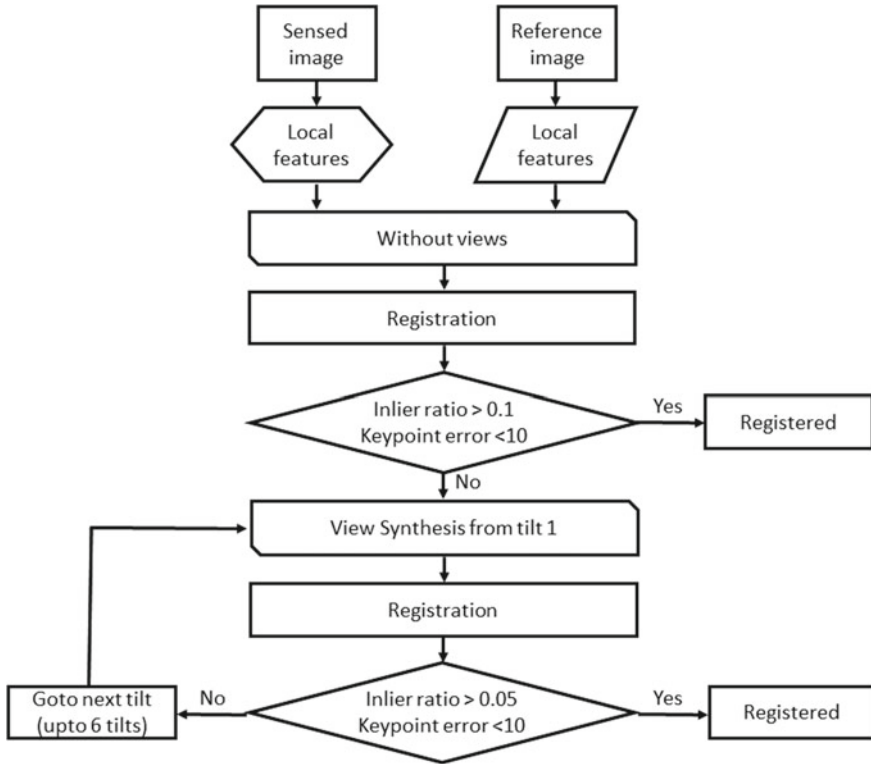 Sensed
image
Reference
image
Local
features
Local
features
Without views
Registration
Inlier ratio > 0.1
Keypoint error <10
Yes
Registered
No
View Synthesis from tilt 1
Registration
Goto next tilt
(upto 6 tilts)
No
Inlier ratio > 0.05
Keypoint error <10
Yes
Registered